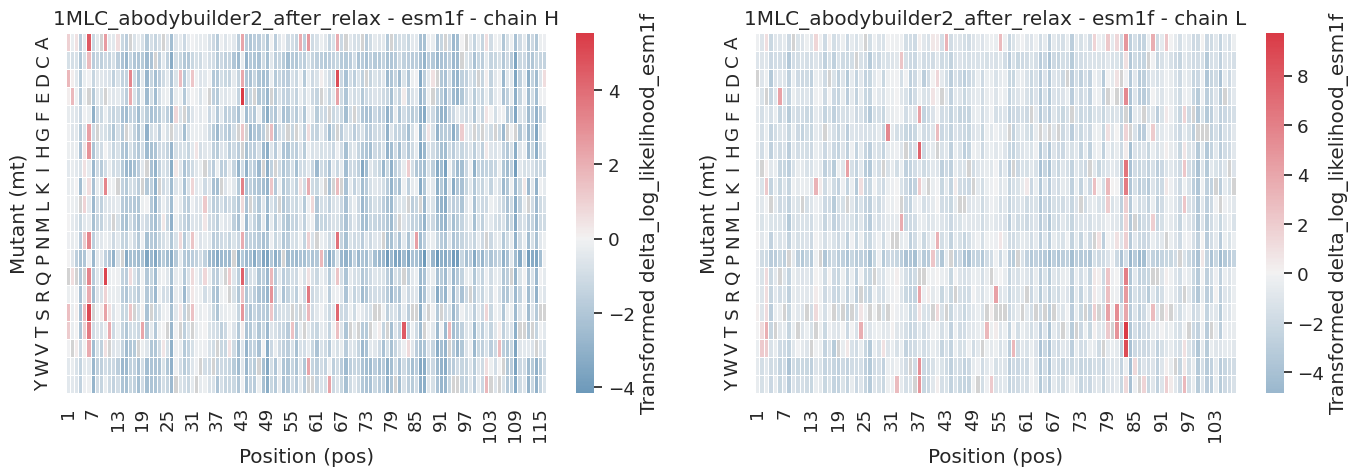 1MLC_abodybuilder2_after_relax - esm1f - chain H
A
C
D
E
F
G
H
I
K
L
M
N
P
Q
R
S
T
V
W
Y
Mutant (mt)
1 7 13 19 25 31 37 43 49 55 61 67 73 79 85 91 97 103 109 115
Position (pos)
4
2
0
−2
−4
Transformed delta_log_likelihood_esm1f
1MLC_abodybuilder2_after_relax - esm1f - chain L
A
C
D
E
F
G
H
I
K
L
M
N
P
Q
R
S
T
V
W
Y
Mutant (mt)
1 7 13 19 25 31 37 43 49 55 61 67 73 79 85 91 97 103
Position (pos)
8
6
4
2
0
−2
−4
Transformed delta_log_likelihood_esm1f